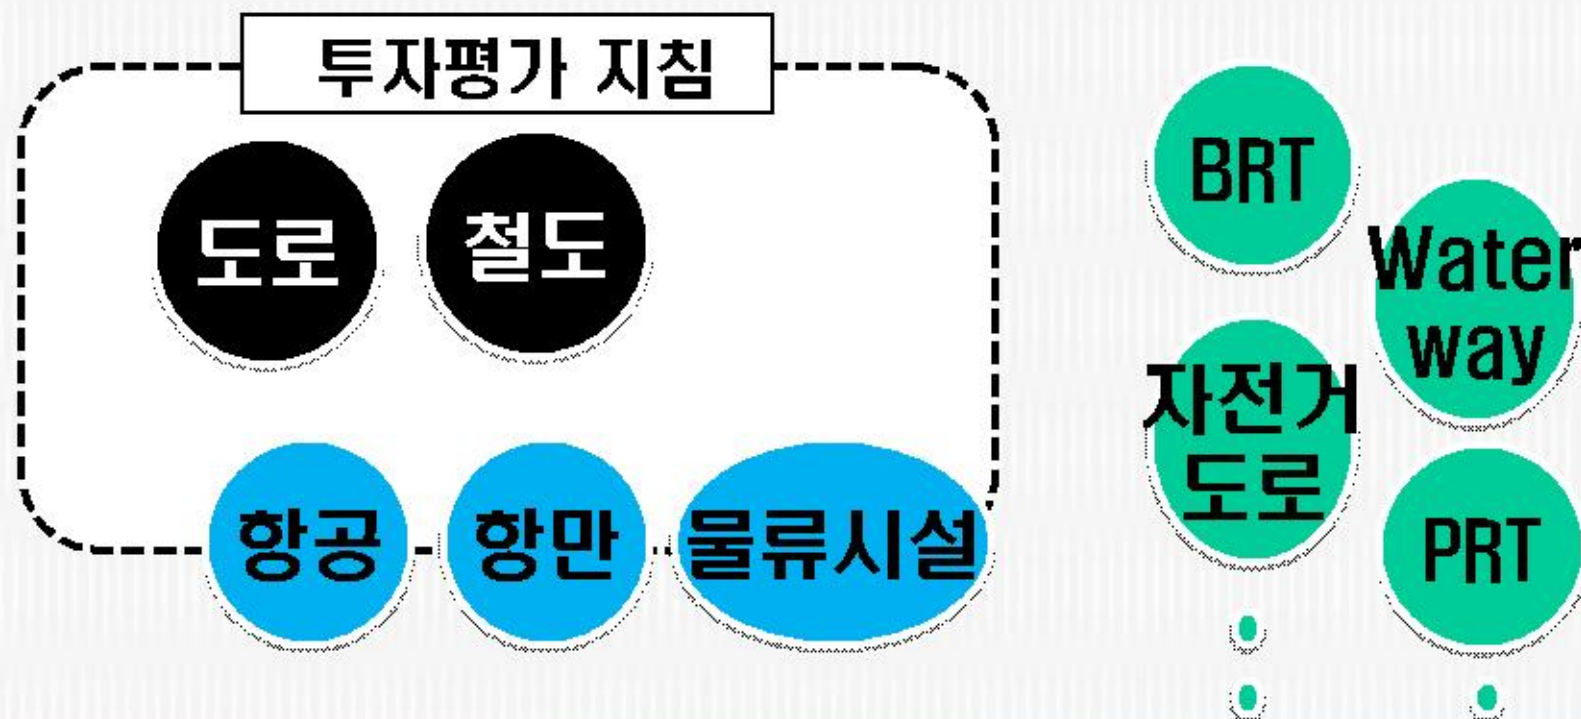 투자평가 지침
도로
철도
항공
항만
물류시설
BRT
Water
way
자전거
도로
PRT